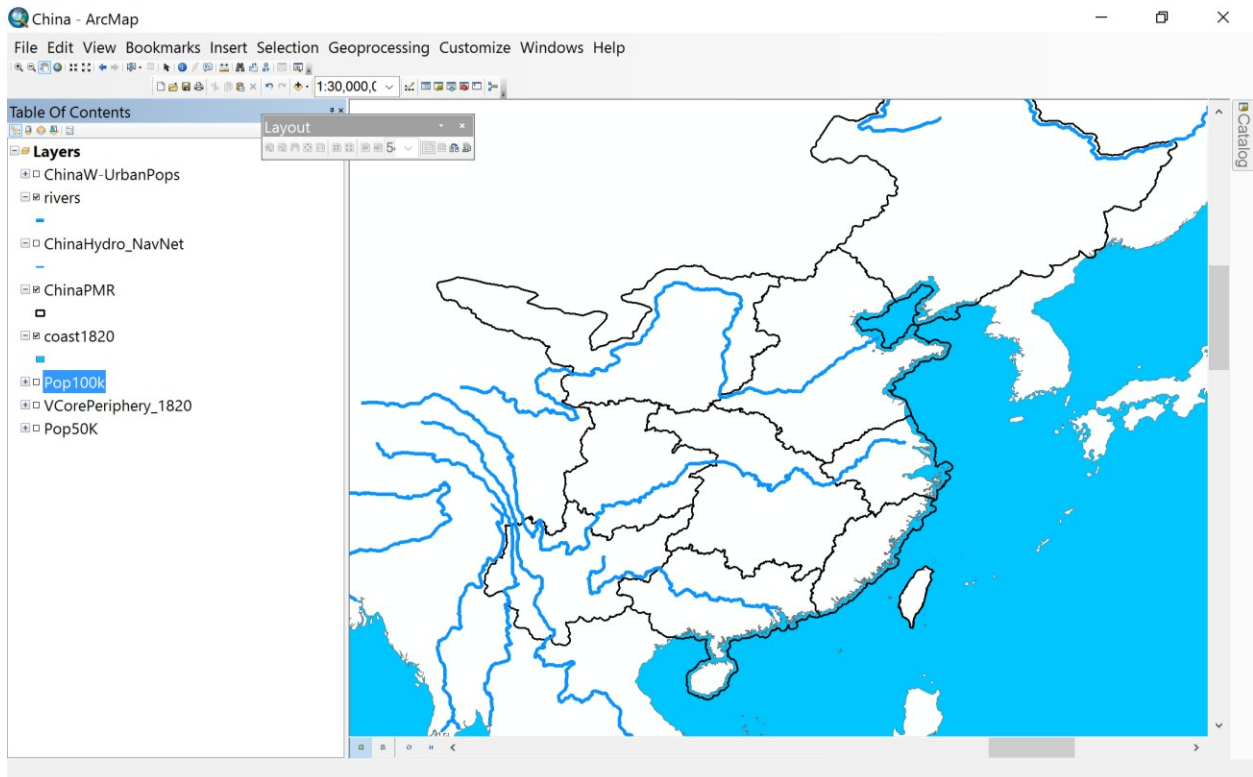 China - ArcMap
File Edit View Bookmarks Insert Selection Geoprocessing Customize Windows Help
1:30,000,(
Table Of Contents
Layout
Layers
ChinaW-UrbanPops
rivers
ChinaHydro_NavNet
ChinaPMR
coast1820
Pop100k
VCorePeriphery_1820
Pop50K
Catalog